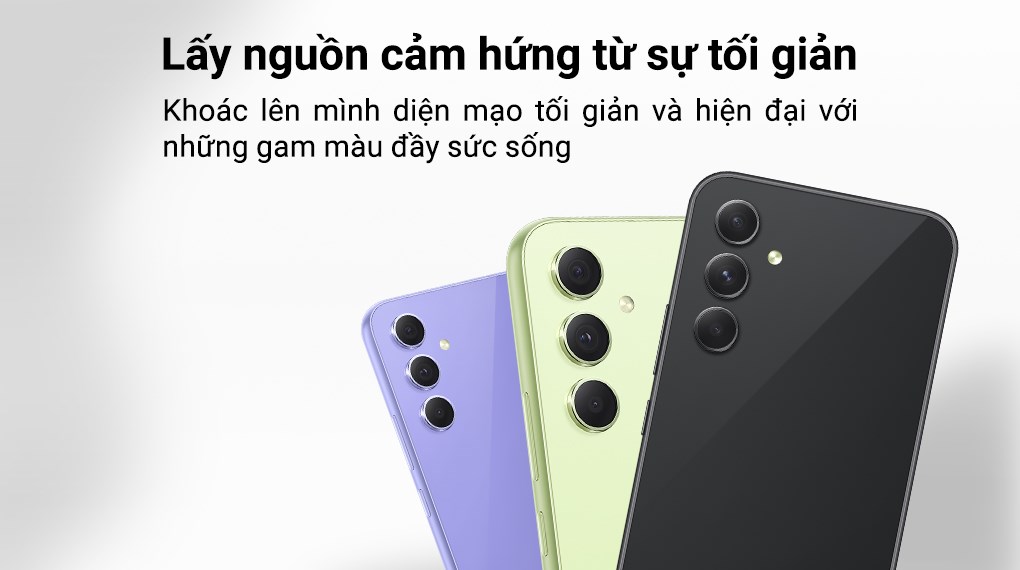 Lấy nguồn cảm hứng từ sự tối giản
Khoác lên mình diện mạo tối giản và hiện đại với
những gam màu đầy sức sống